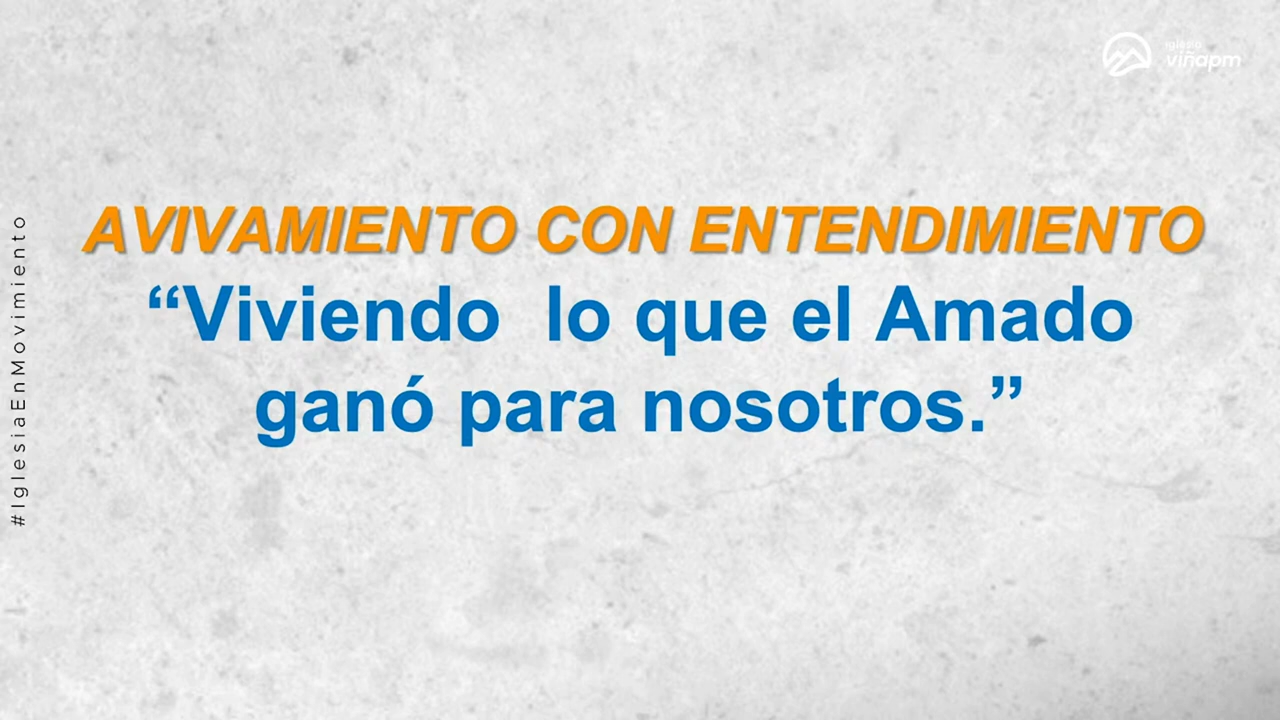 iglesia
viñapm
AVIVAMIENTO CON ENTENDIMIENTO
“Viviendo  lo que el Amado
ganó para nosotros.”
#IglesiaEnMovimiento